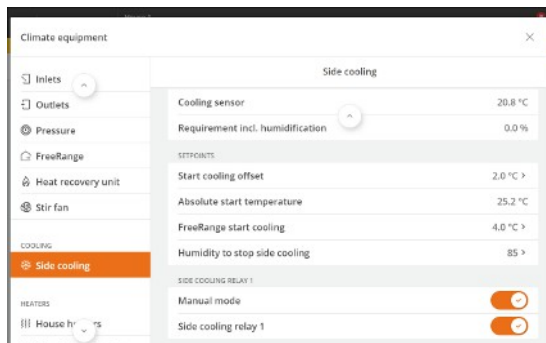 Climate equipment
Side cooling
Inlets
Outlets
Pressure
FreeRange
Heat recovery unit
Stir fan
COOLING
Side cooling
HEATERS
Cooling sensor 20.8 °C
Requirement incl. humidification 0.0 %
SETPOINTS
Start cooling offset 2.0 °C >
Absolute start temperature 25.2 °C
FreeRange start cooling 4.0 °C >
Humidity to stop side cooling 85 >
SIDE COOLING RELAY 1
Manual mode
Side cooling relay 1